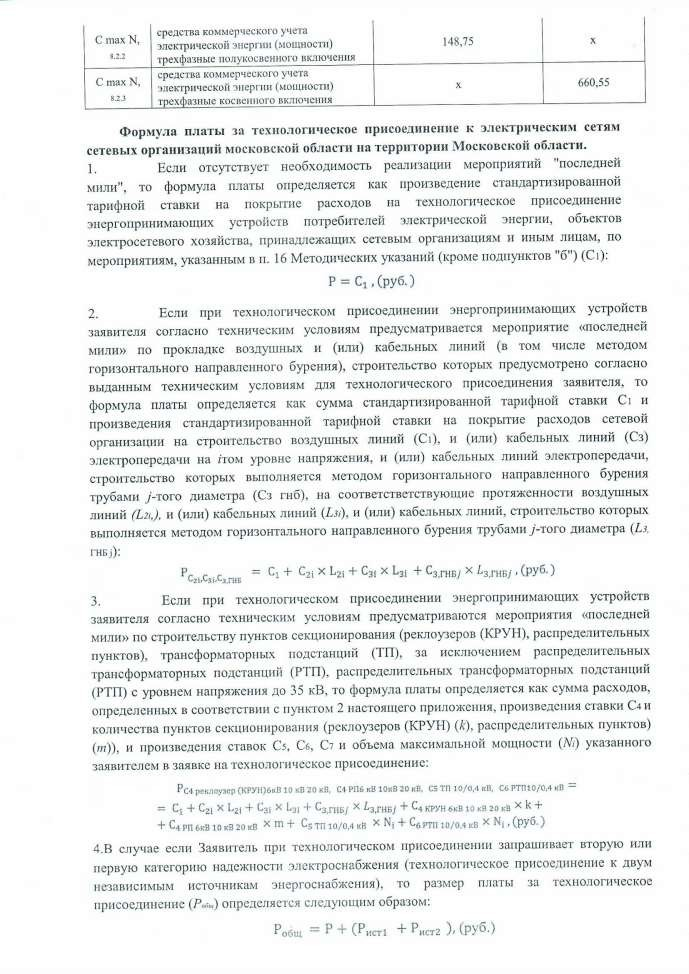 C max N, 8.2.2 средства коммерческого учета электрической энергии (мощности) трехфазные полукосвенного включения 148,75 x
C max N, 8.2.3 средства коммерческого учета электрической энергии (мощности) трехфазные косвенного включения x 660,55
Формула платы за технологическое присоединение к электрическим сетям
сетевых организаций московской области на территории Московской области.
1. Если отсутствует необходимость реализации мероприятий "последней
мили", то формула платы определяется как произведение стандартизированной
тарифной ставки на покрытие расходов на технологическое присоединение
энергопринимающих устройств потребителей электрической энергии, объектов
электросетевого хозяйства, принадлежащих сетевым организациям и иным лицам, по
мероприятиям, указанным в п. 16 Методических указаний (кроме подпунктов "б") (С1):
P = C1 , (руб.)
2. Если при технологическом присоединении энергопринимающих устройств
заявителя согласно техническим условиям предусматривается мероприятие «последней
мили» по прокладке воздушных и (или) кабельных линий (в том числе методом
горизонтального направленного бурения), строительство которых предусмотрено согласно
выданным техническим условиям для технологического присоединения заявителя, то
формула платы определяется как сумма стандартизированной тарифной ставки С1 и
произведения стандартизированной тарифной ставки на покрытие расходов сетевой
организации на строительство воздушных линий (С1), и (или) кабельных линий (С3)
электропередачи на iтом уровне напряжения, и (или) кабельных линий электропередачи,
строительство которых выполняется методом горизонтального направленного бурения
трубами j-того диаметра (С3 гнб), на соответствующие протяженности воздушных
линий (L2i,), и (или) кабельных линий (L3i), и (или) кабельных линий, строительство которых
выполняется методом горизонтального направленного бурения трубами j-того диаметра (L3,
ГНБ j):
P C2i,C3i,C3,ГНБ = C1 + C2i × L2i + C3i × L3i + C3,ГНБj × L3,ГНБj , (руб.)
3. Если при технологическом присоединении энергопринимающих устройств
заявителя согласно техническим условиям предусматриваются мероприятия «последней
мили» по строительству пунктов секционирования (реклоузеров (КРУН), распределительных
пунктов), трансформаторных подстанций (ТП), за исключением распределительных
трансформаторных подстанций (РТП), распределительных трансформаторных подстанций
(РТП) с уровнем напряжения до 35 кВ, то формула платы определяется как сумма расходов,
определенных в соответствии с пунктом 2 настоящего приложения, произведения ставки С4 и
количества пунктов секционирования (реклоузеров (КРУН) (k), распределительных пунктов)
(m)), и произведения ставок С5, С6, С7 и объема максимальной мощности (Ni) указанного
заявителем в заявке на технологическое присоединение:
PC4 реклоузер (КРУН)6кВ 10 кВ 20 кВ, C4 РП6 кВ 10кВ 20 кВ, C5 ТП 10/0,4 кВ, C6 РТП10/0,4 кВ =
= C1 + C2i × L2i + C3i × L3i + C3,ГНБj × L3,ГНБj + C4 КРУН 6кВ 10 кВ 20 кВ × k +
+ C4 РП 6кВ 10 кВ 20 кВ × m + C5 ТП 10/0,4 кВ × Ni + C6 РТП 10/0,4 кВ × Ni , (руб.)
4.В случае если Заявитель при технологическом присоединении запрашивает вторую или
первую категорию надежности электроснабжения (технологическое присоединение к двум
независимым источникам энергоснабжения), то размер платы за технологическое
присоединение (Pобщ) определяется следующим образом:
Pобщ = P + (Pист1 + Pист2 ), (руб.)